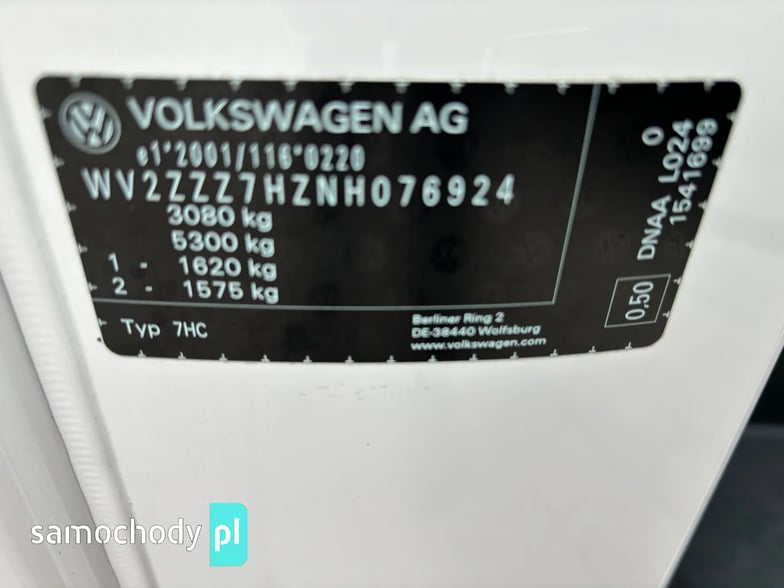 VOLKSWAGEN AG
e1*2001/116*0220
WV2ZZZ7HZNH076924
3080 kg
5300 kg
1 - 1620 kg
2 - 1575 kg
Typ 7HC
Berliner Ring 2
DE-38440 Wolfsburg
www.volkswagen.com
0
DNAA L024
1541699
0,50
samochody pl